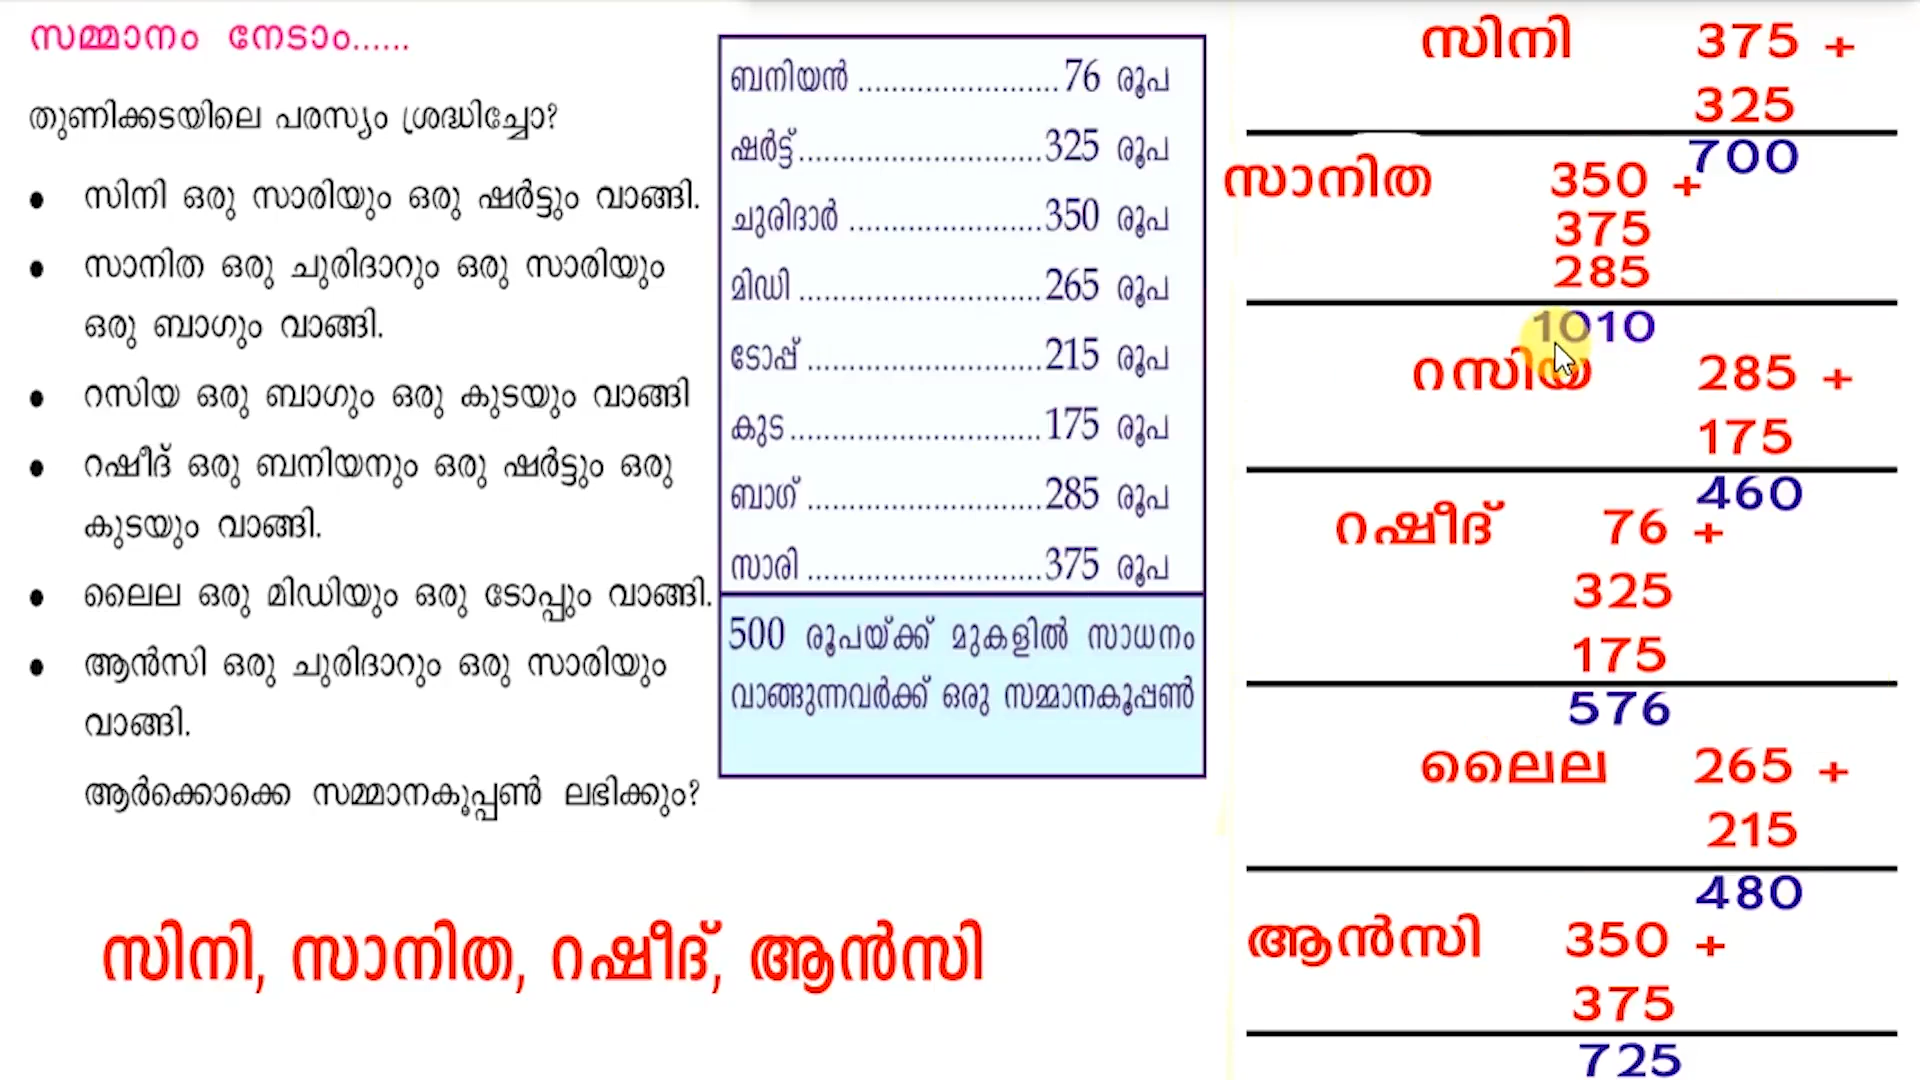 സമ്മാനം നേടാം......
തുണിക്കടയിലെ പരസ്യം ശ്രദ്ധിച്ചോ?
● സിനി ഒരു സാരിയും ഒരു ഷർട്ടും വാങ്ങി.
● സാനിത ഒരു ചുരിദാറും ഒരു സാരിയും
ഒരു ബാഗും വാങ്ങി.
● റസിയ ഒരു ബാഗും ഒരു കുടയും വാങ്ങി
● റഷീദ് ഒരു ബനിയനും ഒരു ഷർട്ടും ഒരു
കുടയും വാങ്ങി.
● ലൈല ഒരു മിഡിയും ഒരു ടോപ്പും വാങ്ങി.
● ആൻസി ഒരു ചുരിദാറും ഒരു സാരിയും
വാങ്ങി.
ആർക്കൊക്കെ സമ്മാനകൂപ്പൺ ലഭിക്കും?
സിനി, സാനിത, റഷീദ്, ആൻസി
ബനിയൻ ........................76 രൂപ
ഷർട്ട്.............................325 രൂപ
ചുരിദാർ .......................350 രൂപ
മിഡി .............................265 രൂപ
ടോപ്പ് ............................215 രൂപ
കുട..............................175 രൂപ
ബാഗ് ............................285 രൂപ
സാരി ............................375 രൂപ
500 രൂപയ്ക്ക് മുകളിൽ സാധനം
വാങ്ങുന്നവർക്ക് ഒരു സമ്മാനകൂപ്പൺ
സിനി 375 +
325
700
സാനിത 350 +
375
285
1010
റസിയ 285 +
175
460
റഷീദ് 76 +
325
175
576
ലൈല 265 +
215
480
ആൻസി 350 +
375
725